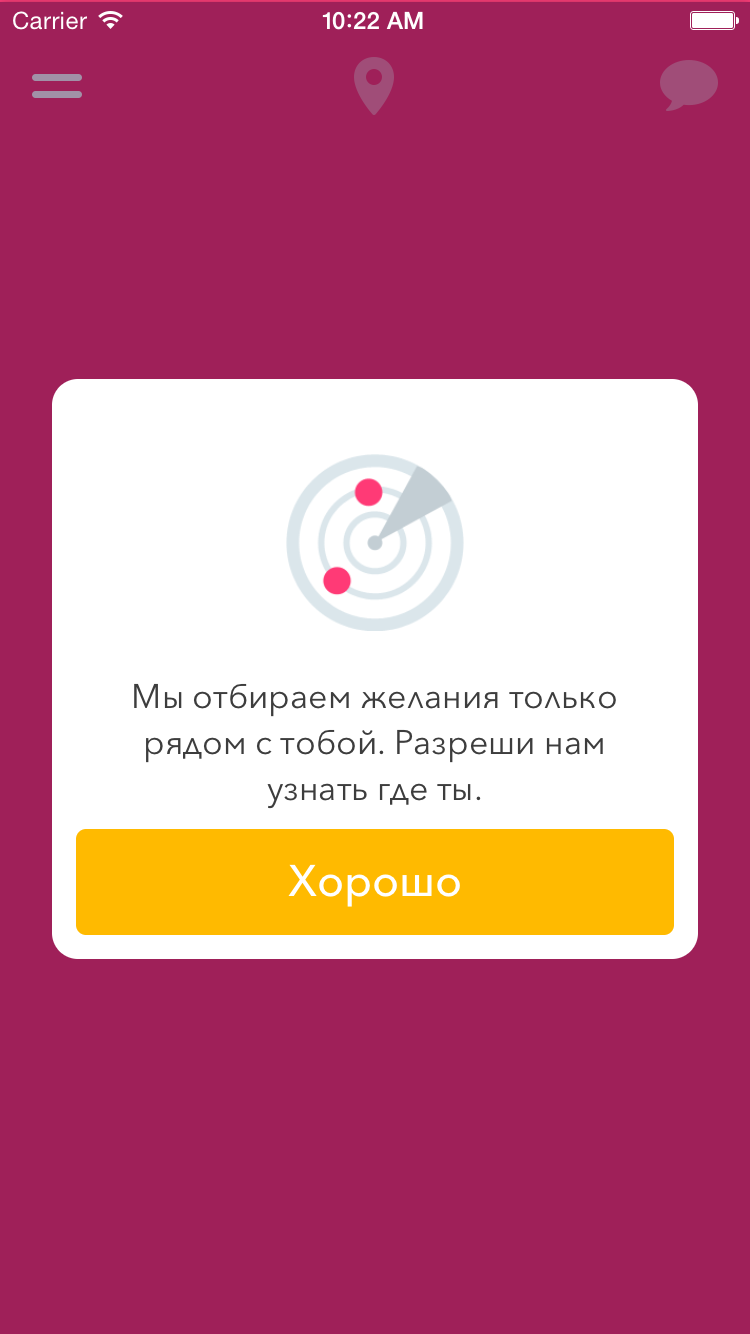 Carrier 10:22 AM
Мы отбираем желания только
рядом с тобой. Разреши нам
узнать где ты.
Хорошо